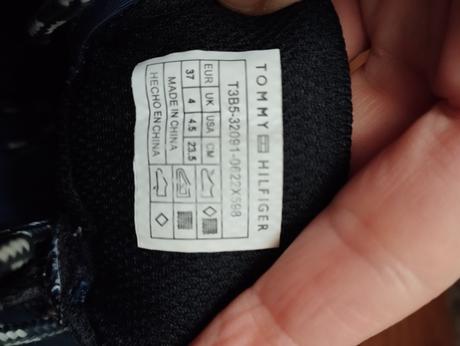 TOMMY HILFIGER
T3B5-32091-0622X598
EUR UK USA CM
37 4 4.5 23.5
MADE IN CHINA
HECHO EN CHINA